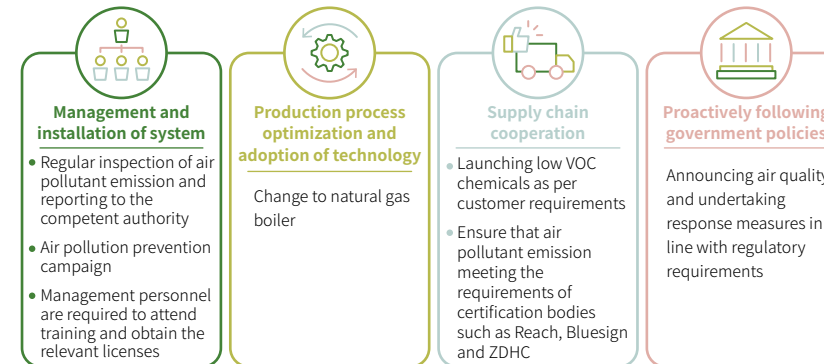 Management and
installation of system
Regular inspection of air
pollutant emission and
reporting to the
competent authority
Air pollution prevention
campaign
Management personnel
are required to attend
training and obtain the
relevant licenses
Production process
optimization and
adoption of technology
Change to natural gas
boiler
Supply chain
cooperation
Launching low VOC
chemicals as per
customer requirements
Ensure that air
pollutant emission
meeting the
requirements of
certification bodies
such as Reach, Bluesign
and ZDHC
Proactively following
government policies
Announcing air quality
and undertaking
response measures in
line with regulatory
requirements